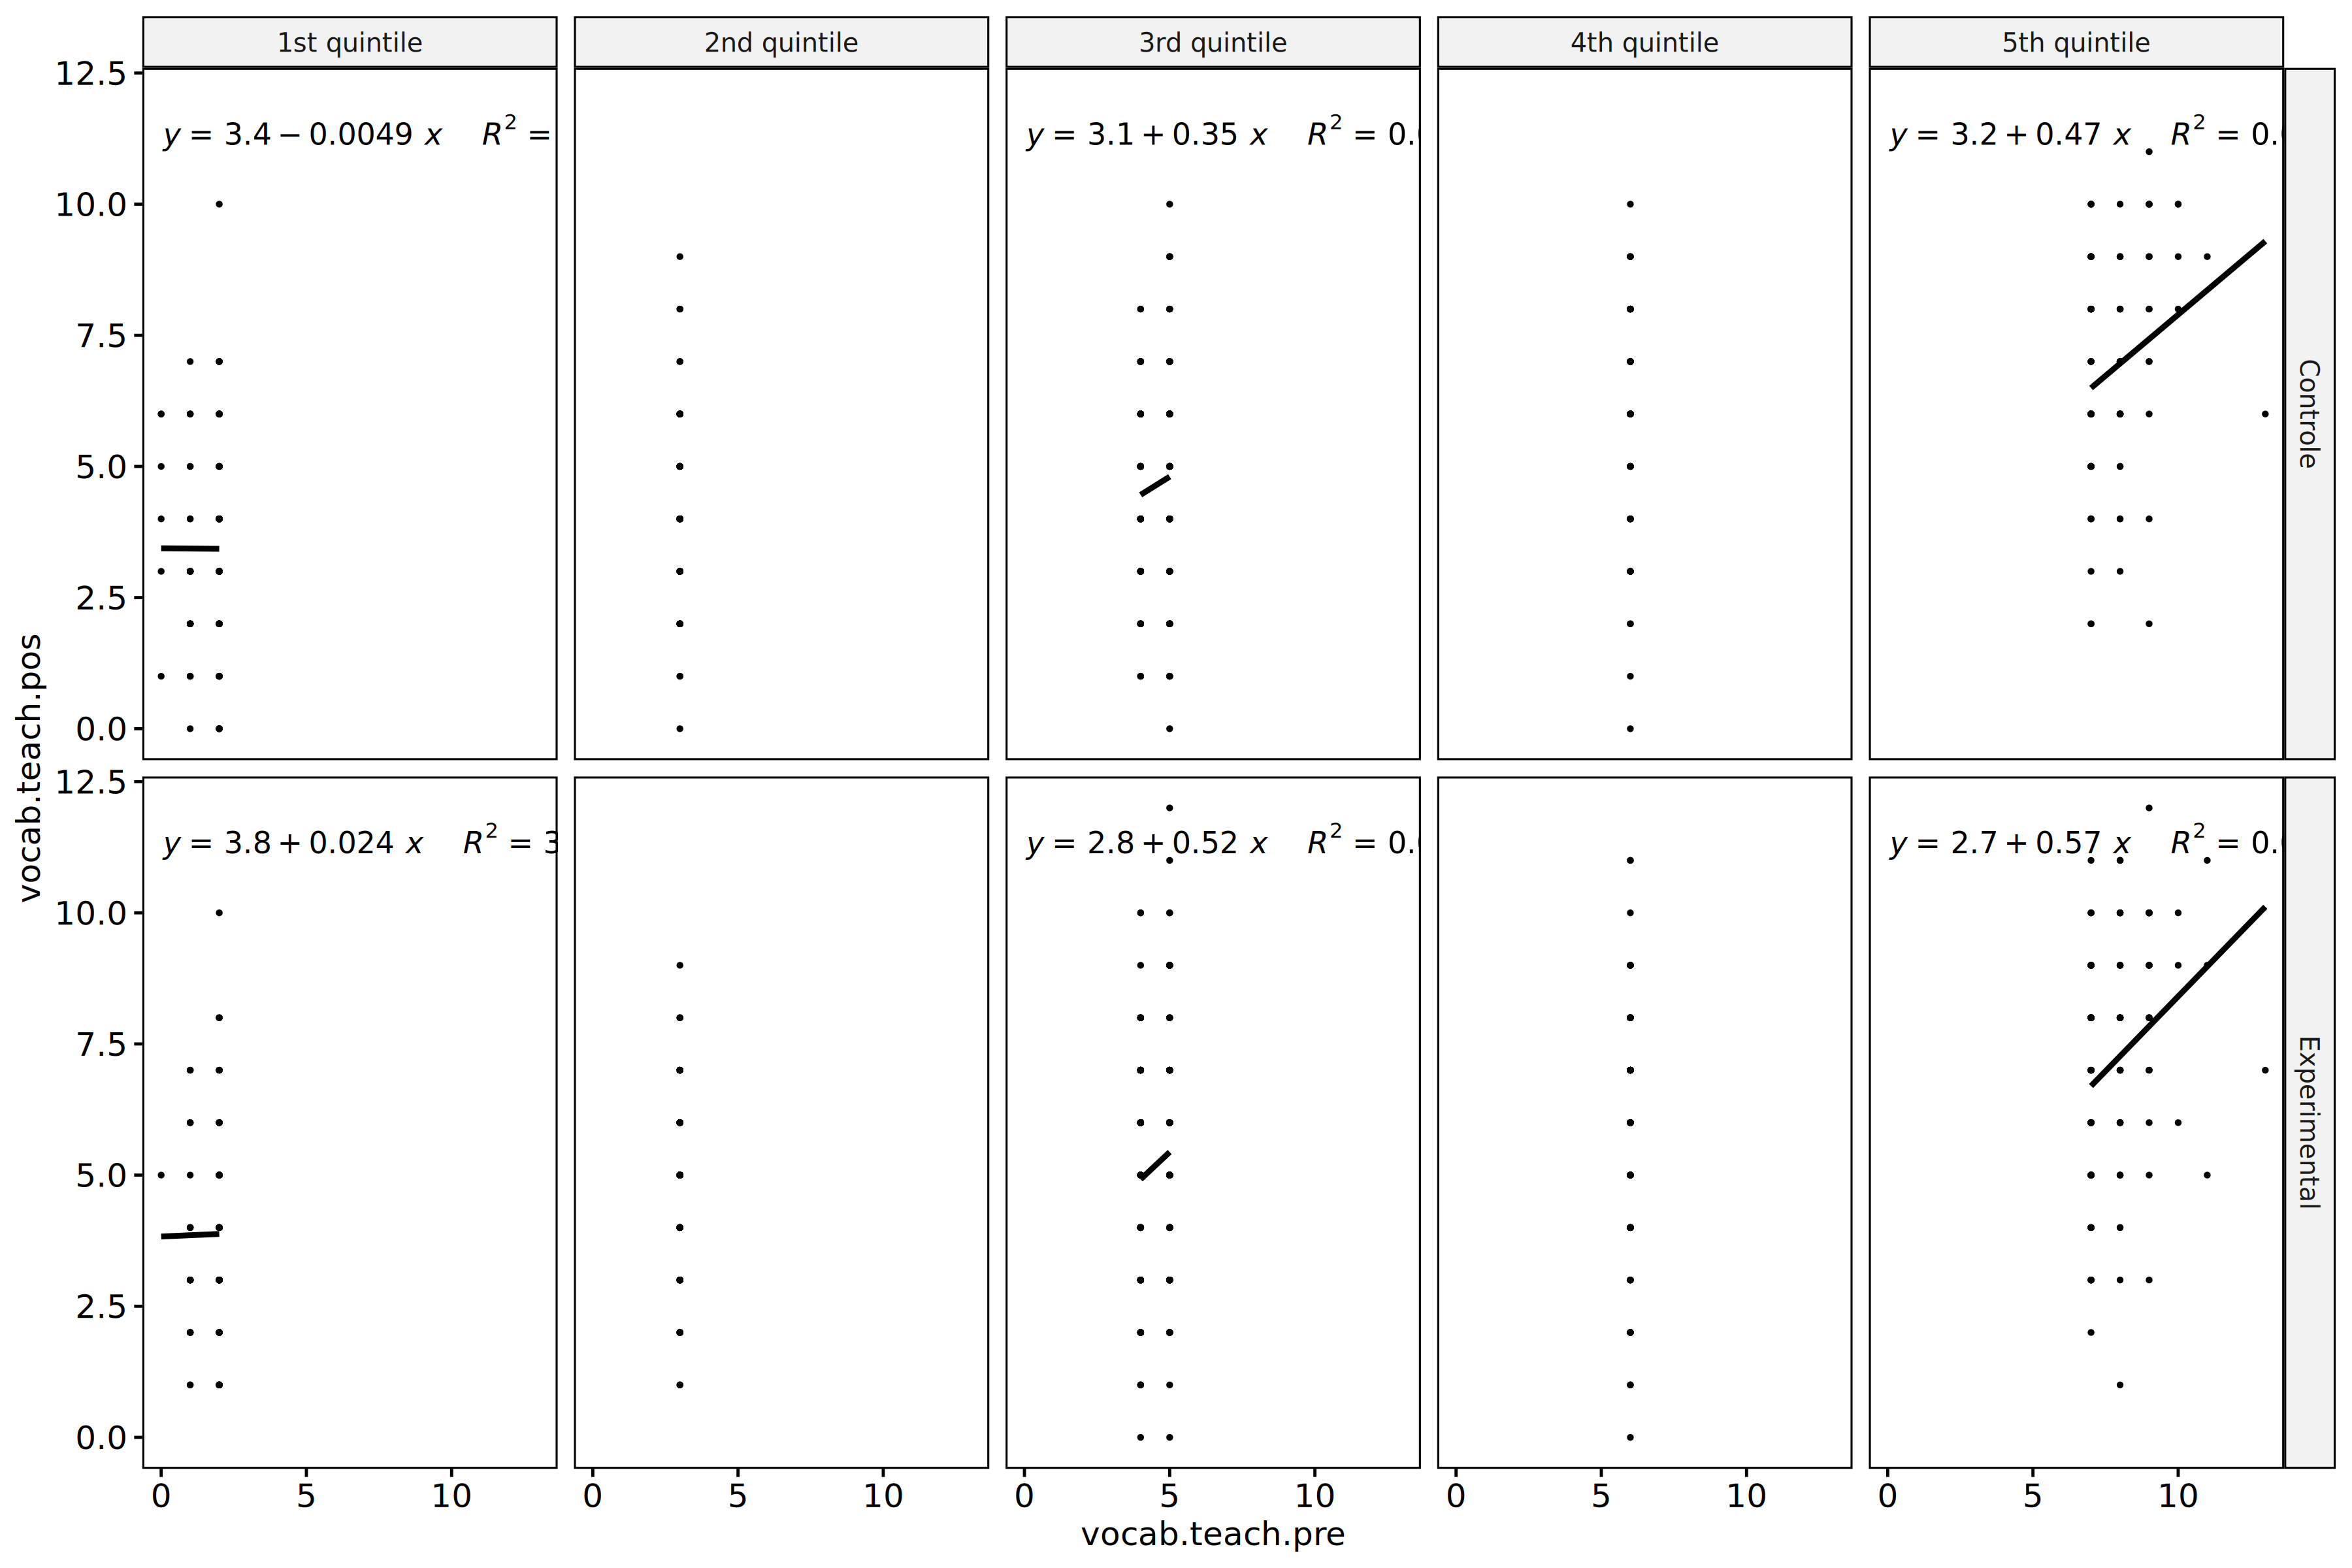 1st quintile 2nd quintile 3rd quintile 4th quintile 5th quintile
12.5
y = 3.4 − 0.0049 x R² =
y = 3.1 + 0.35 x R² = 0.
y = 3.2 + 0.47 x R² = 0.
10.0
7.5
5.0
2.5
0.0
Controle
vocab.teach.pos
12.5
y = 3.8 + 0.024 x R² = 3
y = 2.8 + 0.52 x R² = 0.
y = 2.7 + 0.57 x R² = 0.
10.0
7.5
5.0
2.5
0.0
Experimental
0 5 10 0 5 10 0 5 10 0 5 10 0 5 10
vocab.teach.pre